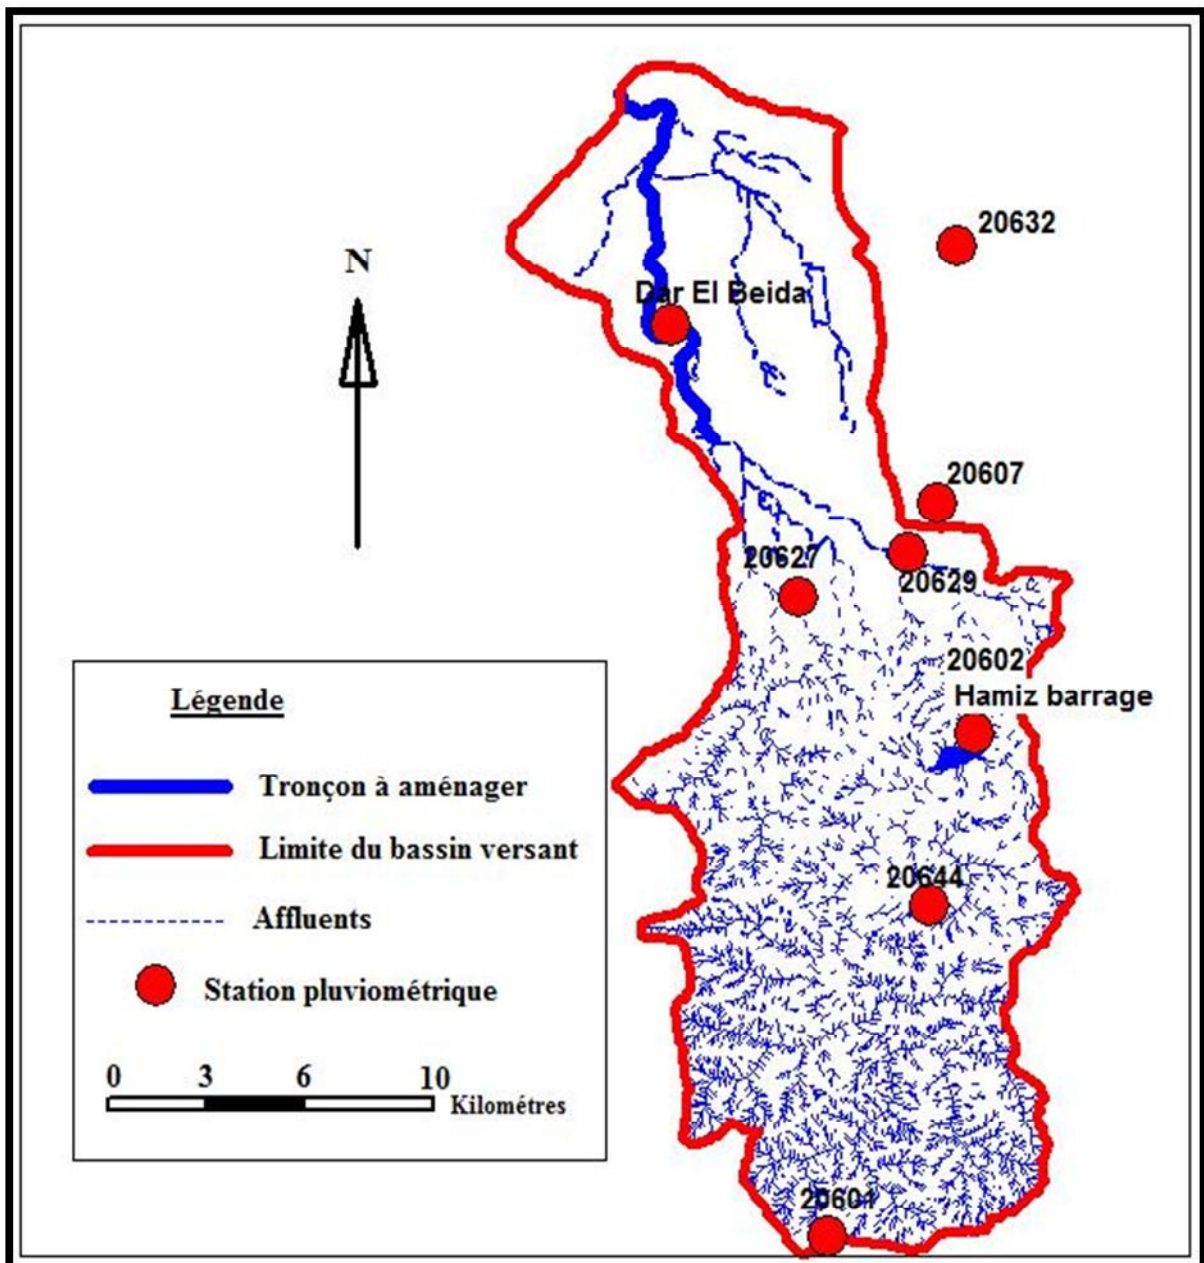 20632
N
Dar El Beida
20607
20627
20629
20602
Hamiz barrage
Légende
Tronçon à aménager
Limite du bassin versant
Affluents
20644
Station pluviométrique
0 3 6 10
Kilométres
20601